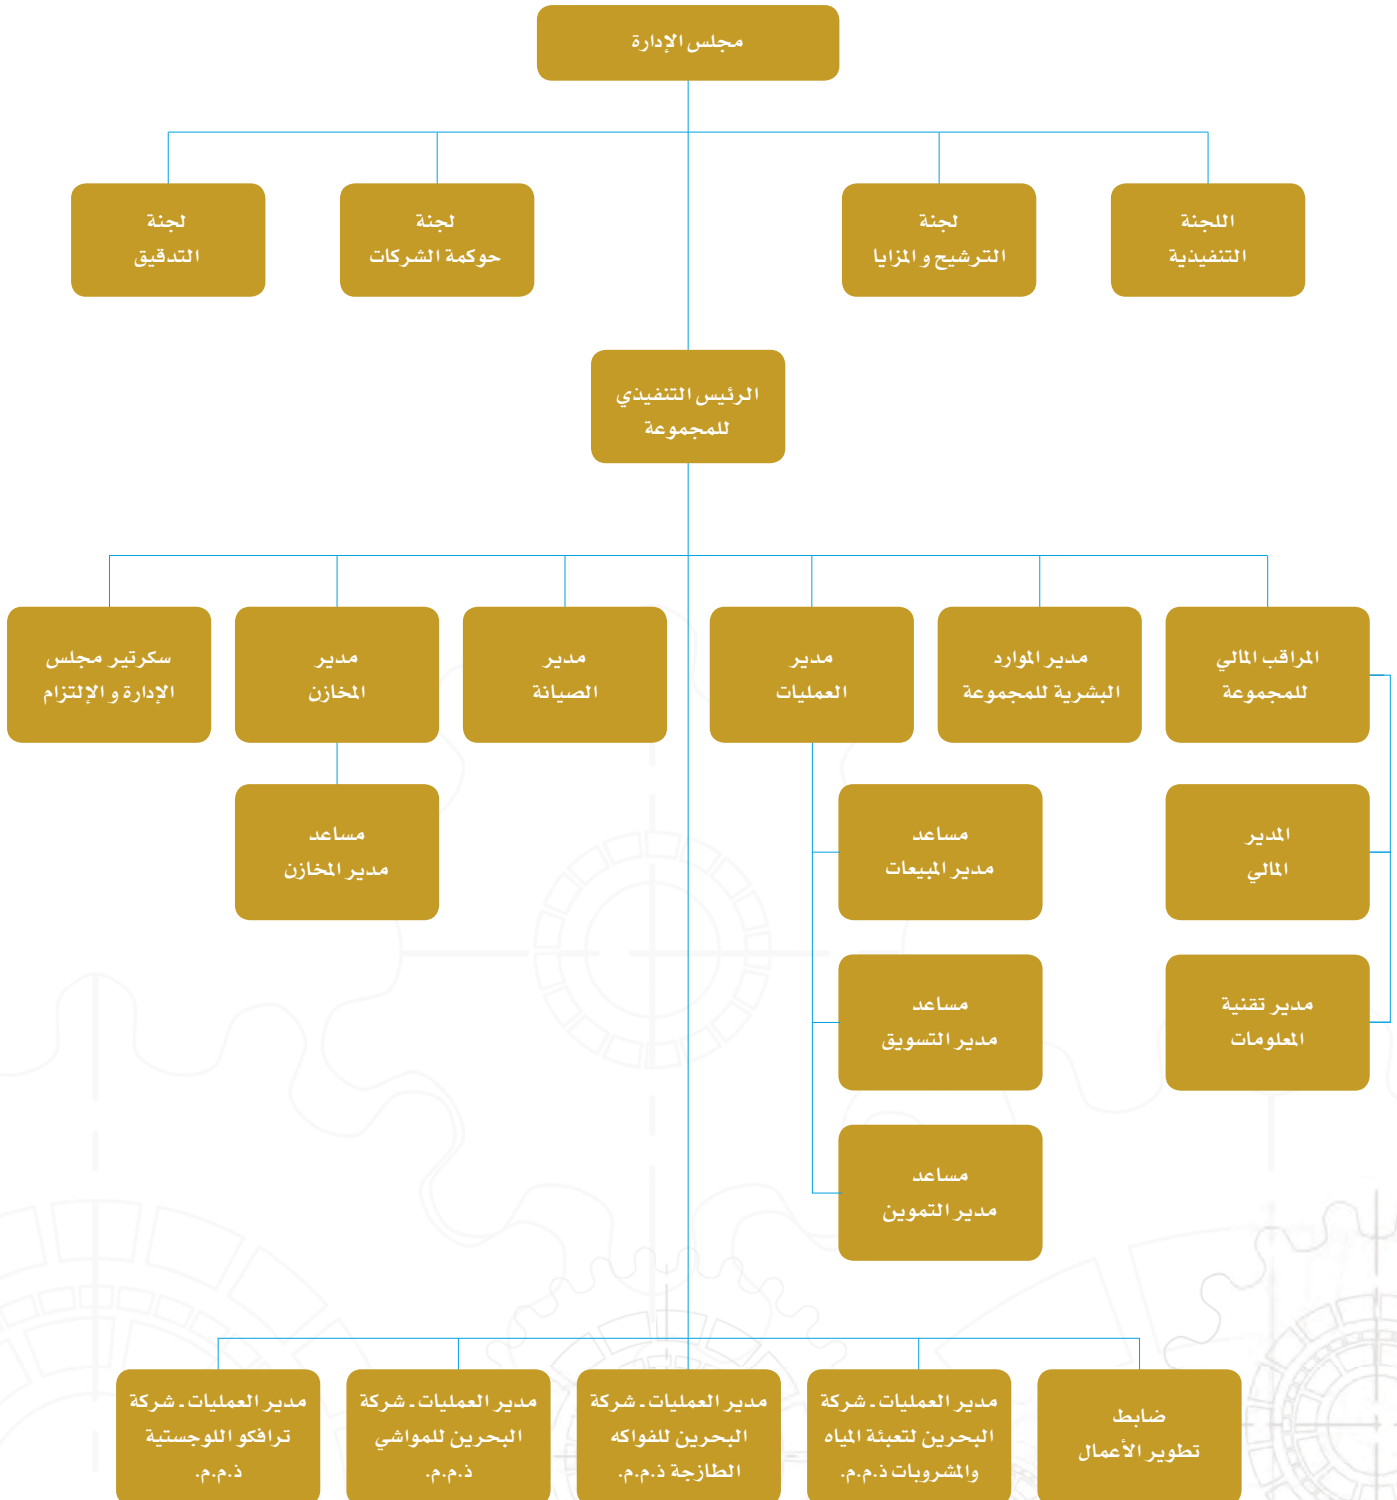 مجلس الإدارة
اللجنة
التنفيذية
لجنة
الترشيح و المزايا
لجنة
حوكمة الشركات
لجنة
التدقيق
الرئيس التنفيذي
للمجموعة
المراقب المالي
للمجموعة
مدير الموارد
البشرية للمجموعة
مدير
العمليات
مدير
الصيانة
مدير
المخازن
سكرتير مجلس
الإدارة و الإلتزام
المدير
المالي
مساعد
مدير المبيعات
مساعد
مدير المخازن
مدير تقنية
المعلومات
مساعد
مدير التسويق
مساعد
مدير التموين
ضابط
تطوير الأعمال
مدير العمليات ـ شركة
البحرين لتعبئة المياه
والمشروبات ذ.م.م.
مدير العمليات ـ شركة
البحرين للفواكه
الطازجة ذ.م.م.
مدير العمليات ـ شركة
البحرين للمواشي
ذ.م.م.
مدير العمليات ـ شركة
ترافكو اللوجستية
ذ.م.م.